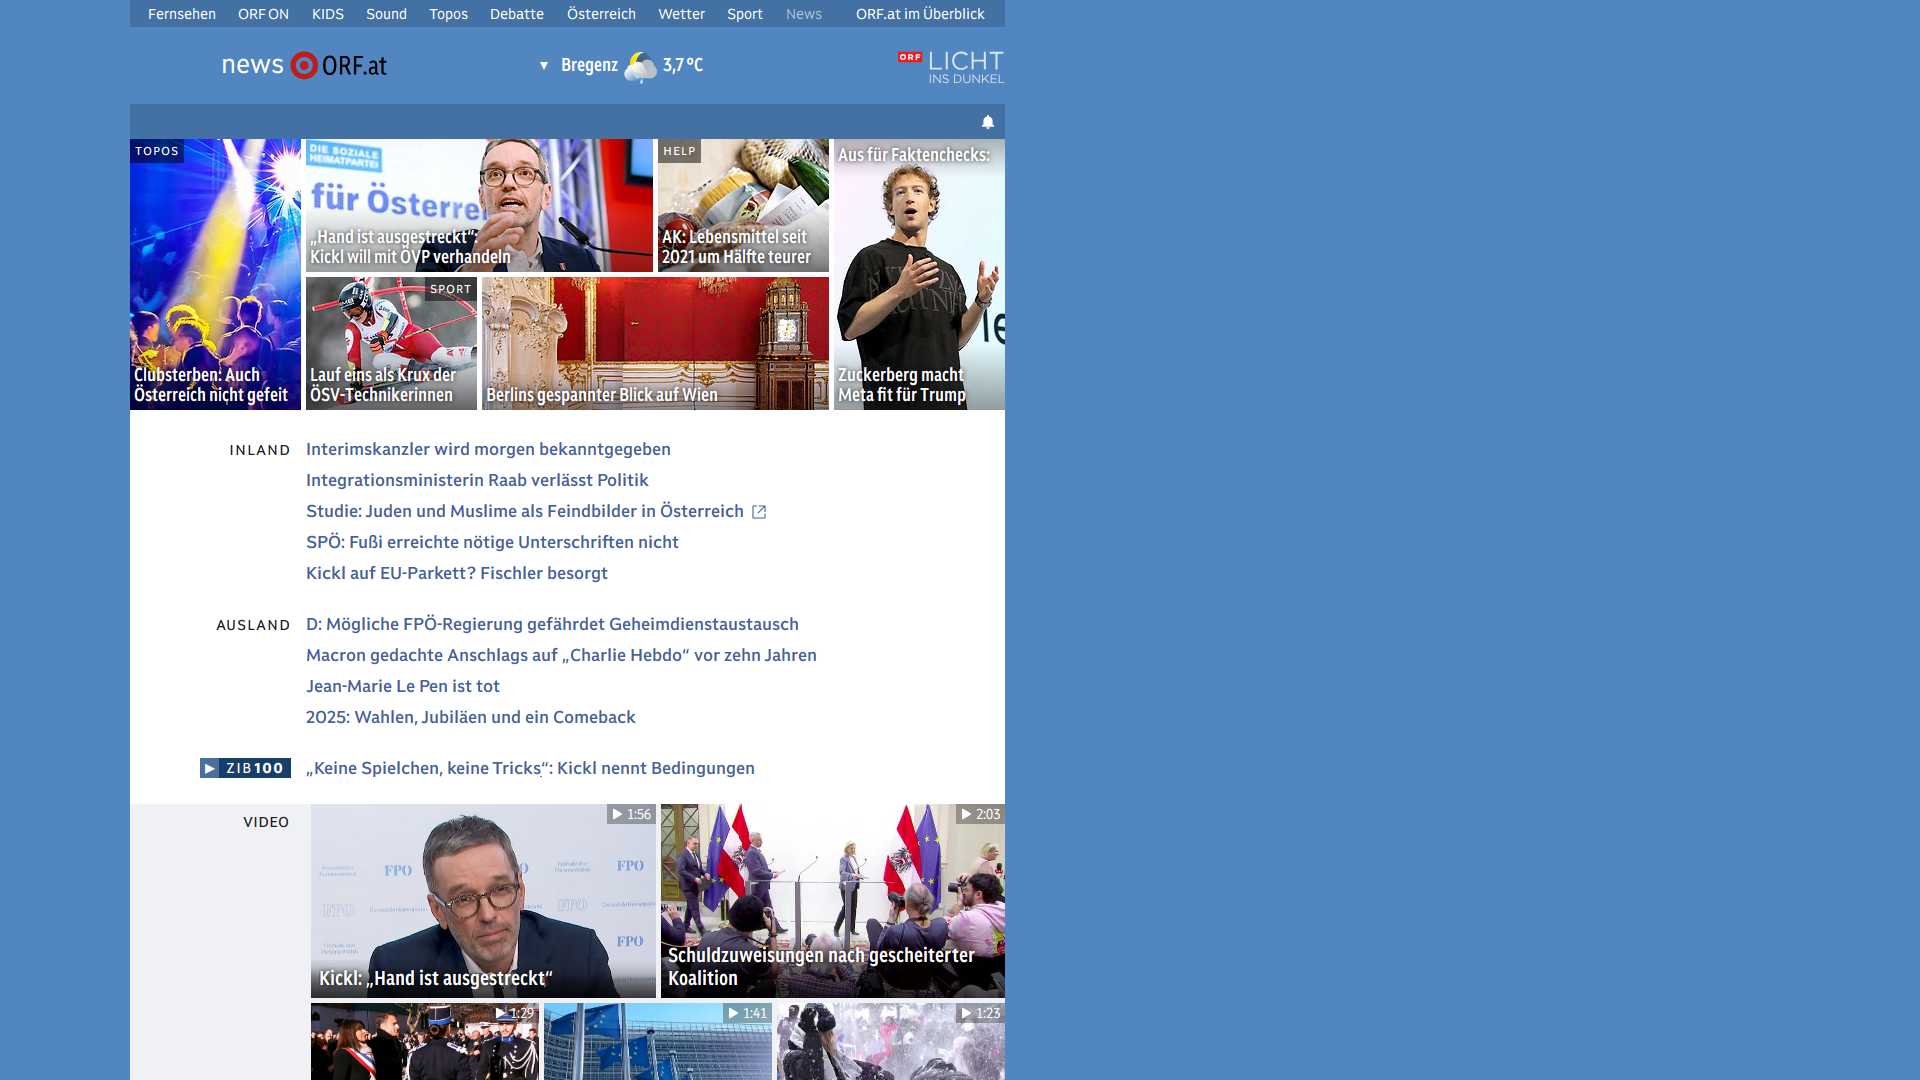 Fernsehen ORF ON KIDS Sound Topos Debatte Österreich Wetter Sport News ORF.at im Überblick
news ORF.at
Bregenz 3,7 °C
ORF LICHT
INS DUNKEL
TOPOS
Clubsterben: Auch
Österreich nicht gefeit
DIE SOZIALE
HEIMATPARTEI
für Österre
„Hand ist ausgestreckt“:
Kickl will mit ÖVP verhandeln
HELP
AK: Lebensmittel seit
2021 um Hälfte teurer
Aus für Faktenchecks:
Zuckerberg macht
Meta fit für Trump
SPORT
Lauf eins als Krux der
ÖSV-Technikerinnen
Berlins gespannter Blick auf Wien
INLAND
Interimskanzler wird morgen bekanntgegeben
Integrationsministerin Raab verlässt Politik
Studie: Juden und Muslime als Feindbilder in Österreich
SPÖ: Fußi erreichte nötige Unterschriften nicht
Kickl auf EU-Parkett? Fischler besorgt
AUSLAND
D: Mögliche FPÖ-Regierung gefährdet Geheimdienstaustausch
Macron gedachte Anschlags auf „Charlie Hebdo“ vor zehn Jahren
Jean-Marie Le Pen ist tot
2025: Wahlen, Jubiläen und ein Comeback
ZIB100
„Keine Spielchen, keine Tricks“: Kickl nennt Bedingungen
VIDEO
1:56
FPÖ
FPÖ
FPÖ
FPÖ
FPÖ
Kickl: „Hand ist ausgestreckt“
2:03
Schuldzuweisungen nach gescheiterter
Koalition
1:29
1:41
1:23